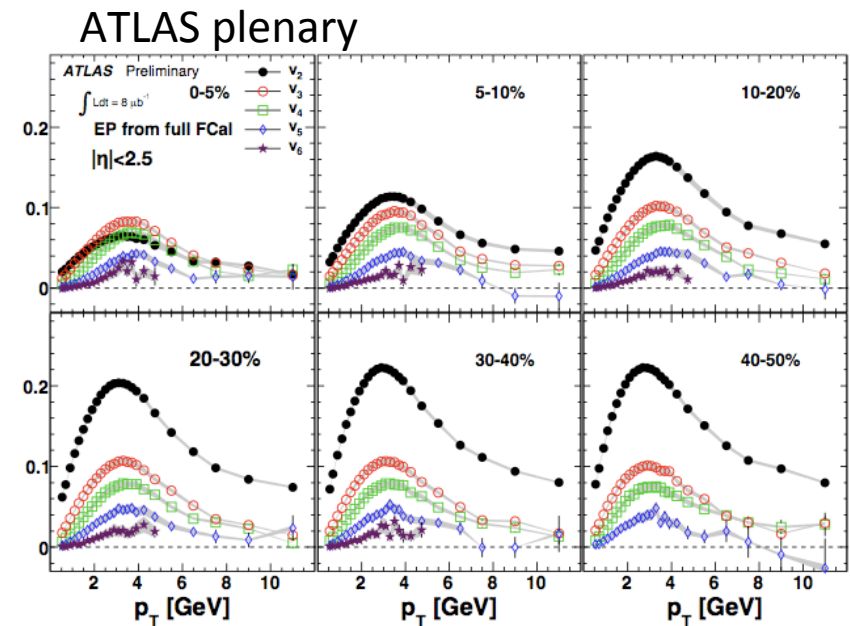 ATLAS plenary
ATLAS Preliminary
0-5%
∫ Ldt = 8 μb⁻¹
EP from full FCal
|η|<2.5
v₂
v₃
v₄
v₅
v₆
5-10%
10-20%
0.2
0.1
0
20-30%
30-40%
40-50%
0.2
0.1
0
2 4 6 8 10
2 4 6 8 10
2 4 6 8 10
p_T [GeV]
p_T [GeV]
p_T [GeV]